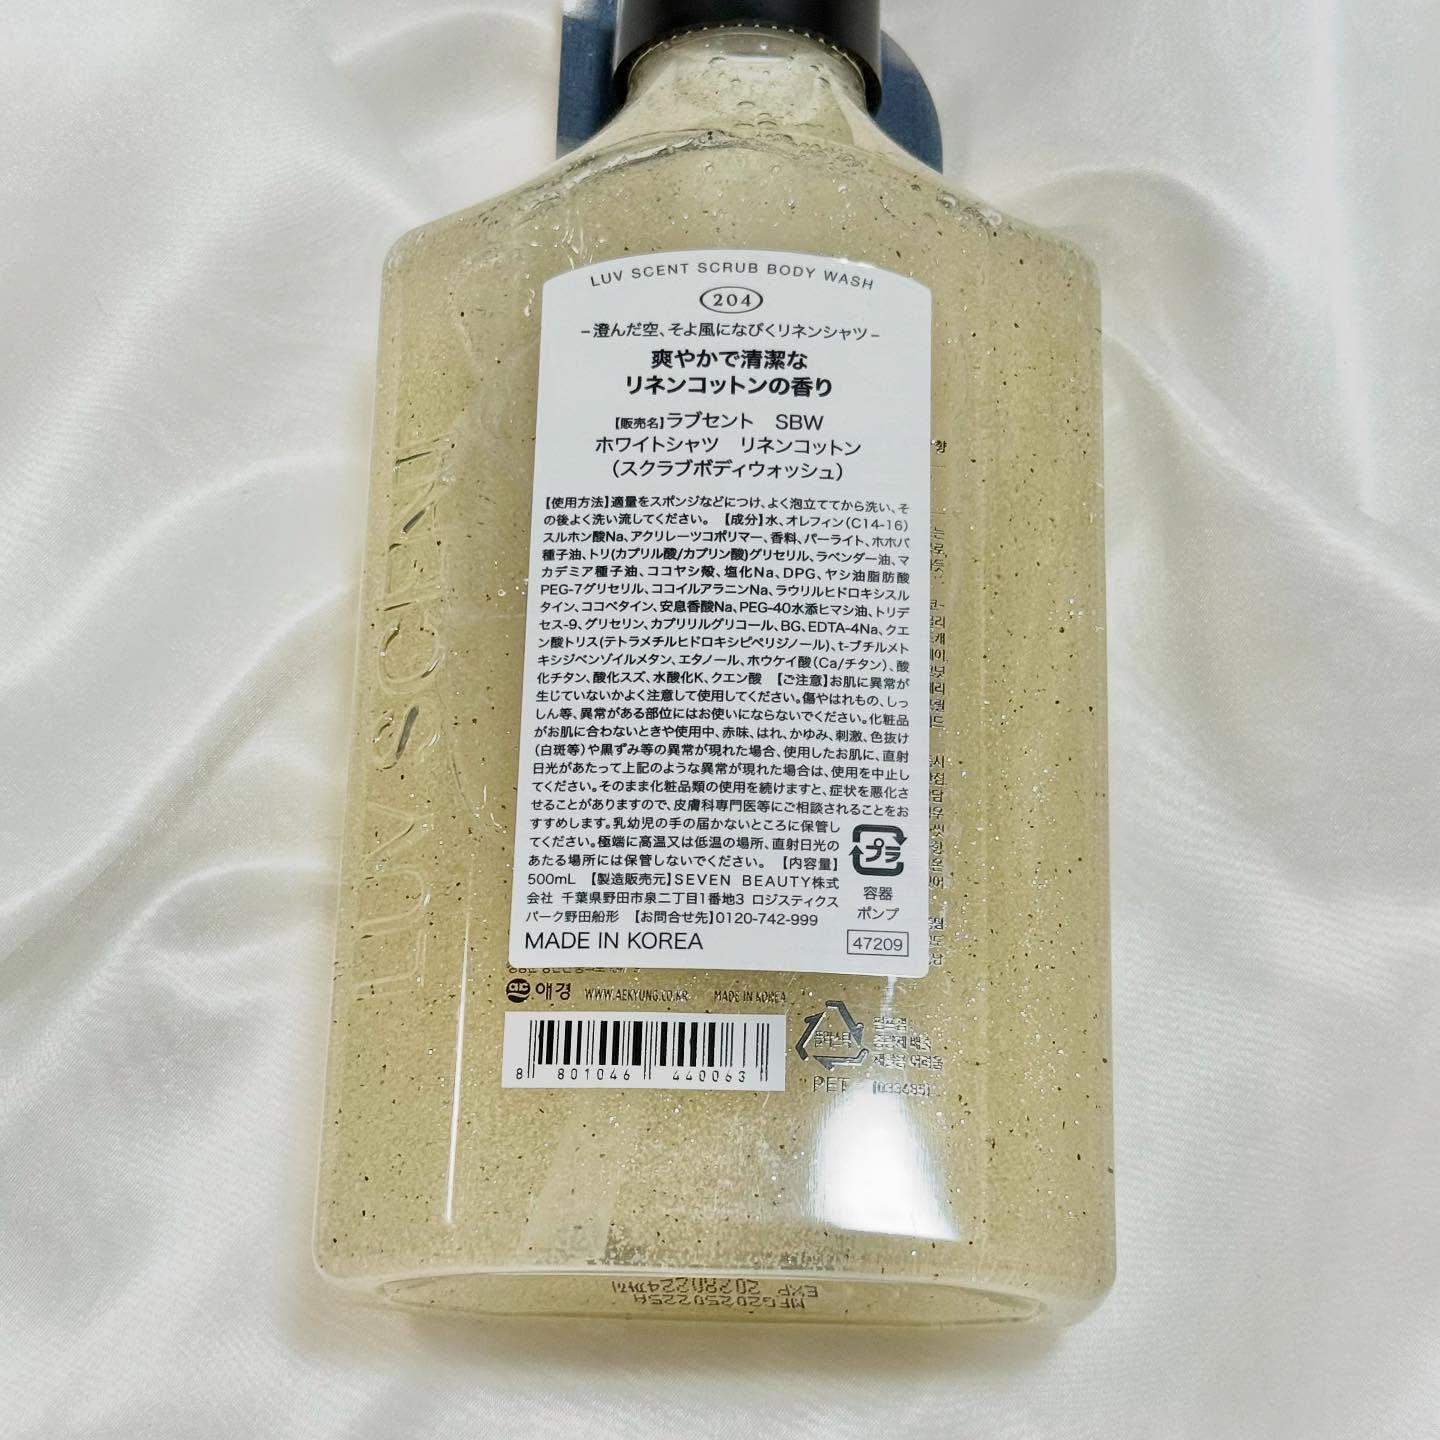 LUV SCENT SCRUB BODY WASH
204
–澄んだ空、そよ風になびくリネンシャツ–
爽やかで清潔な
リネンコットンの香り
【販売名】ラブセント SBW
ホワイトシャツ リネンコットン
（スクラブボディウォッシュ）
【使用方法】適量をスポンジなどにつけ、よく泡立ててから洗い、そ
の後よく洗い流してください。 【成分】水、オレフィン(C14-16)
スルホン酸Na、アクリレーツコポリマー、香料、パーライト、ホホバ
種子油、トリ(カプリル酸/カプリン酸)グリセリル、ラベンダー油、マ
カデミア種子油、ココヤシ殻、塩化Na、DPG、ヤシ油脂肪酸
PEG-7グリセリル、ココイルアラニンNa、ラウリルヒドロキシスル
タイン、ココベタイン、安息香酸Na、PEG-40水添ヒマシ油、トリデ
セス-9、グリセリン、カプリリルグリコール、BG、EDTA-4Na、クエ
ン酸トリス(テトラメチルヒドロキシピペリジノール)、t-ブチルメト
キシジベンゾイルメタン、エタノール、ホウケイ酸(Ca/チタン)、酸
化チタン、酸化スズ、水酸化K、クエン酸 【ご注意】お肌に異常が
生じていないかよく注意して使用してください。傷やはれもの、しっ
しん等、異常がある部位にはお使いにならないでください。化粧品
がお肌に合わないときや使用中、赤味、はれ、かゆみ、刺激、色抜け
(白斑等)や黒ずみ等の異常が現れた場合、使用したお肌に、直射
日光があたって上記のような異常が現れた場合は、使用を中止し
てください。そのまま化粧品類の使用を続けますと、症状を悪化さ
せることがありますので、皮膚科専門医等にご相談されることをお
すすめします。乳幼児の手の届かないところに保管し
てください。極端に高温又は低温の場所、直射日光の
あたる場所には保管しないでください。 【内容量】
500mL 【製造販売元】SEVEN BEAUTY株式
会社 千葉県野田市泉二丁目1番地3 ロジスティクス
パーク野田船形 【お問合せ先】0120-742-999
プラ
容器
ポンプ
MADE IN KOREA
47209
애경 WWW.AEKYUNG.CO.KR MADE IN KOREA
8 801046 440063
플라스틱
PET
(033685)
LUV SCENT
EXP 20280224까지
MFG20250225A